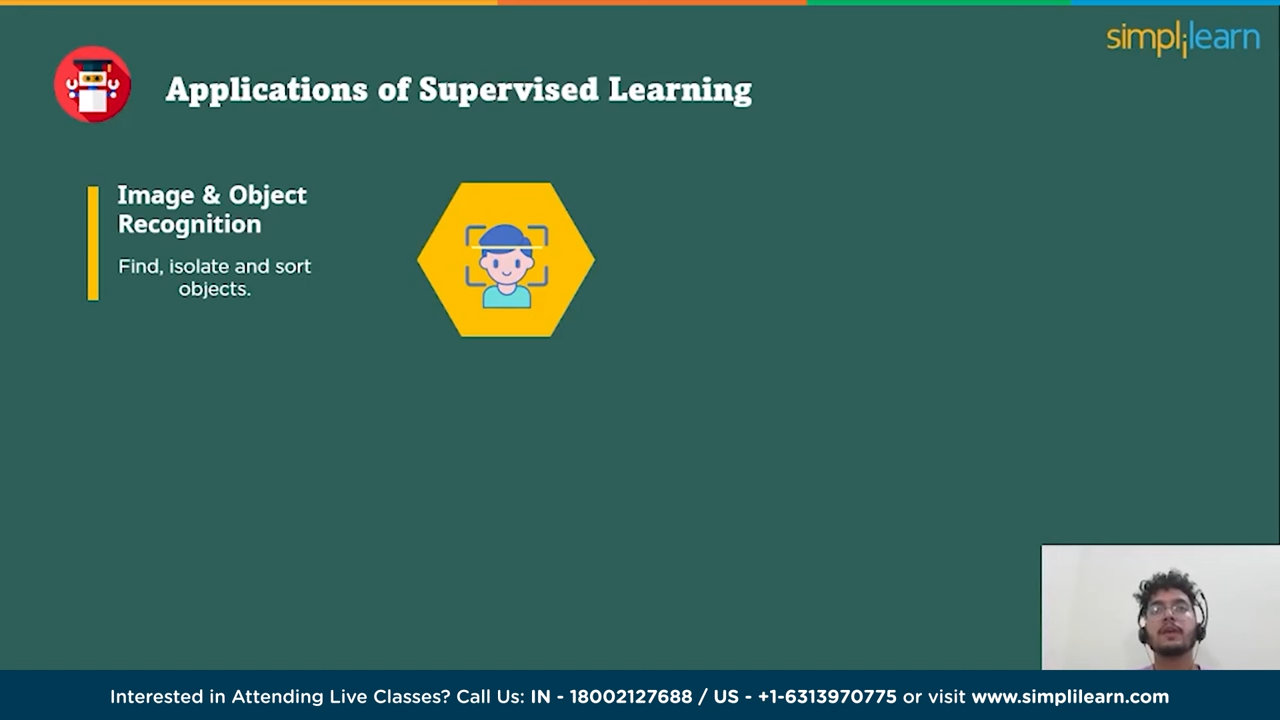 simplilearn
Applications of Supervised Learning
Image & Object
Recognition
Find, isolate and sort
objects.
Interested in Attending Live Classes? Call Us: IN - 18002127688 / US - +1-6313970775 or visit www.simplilearn.com